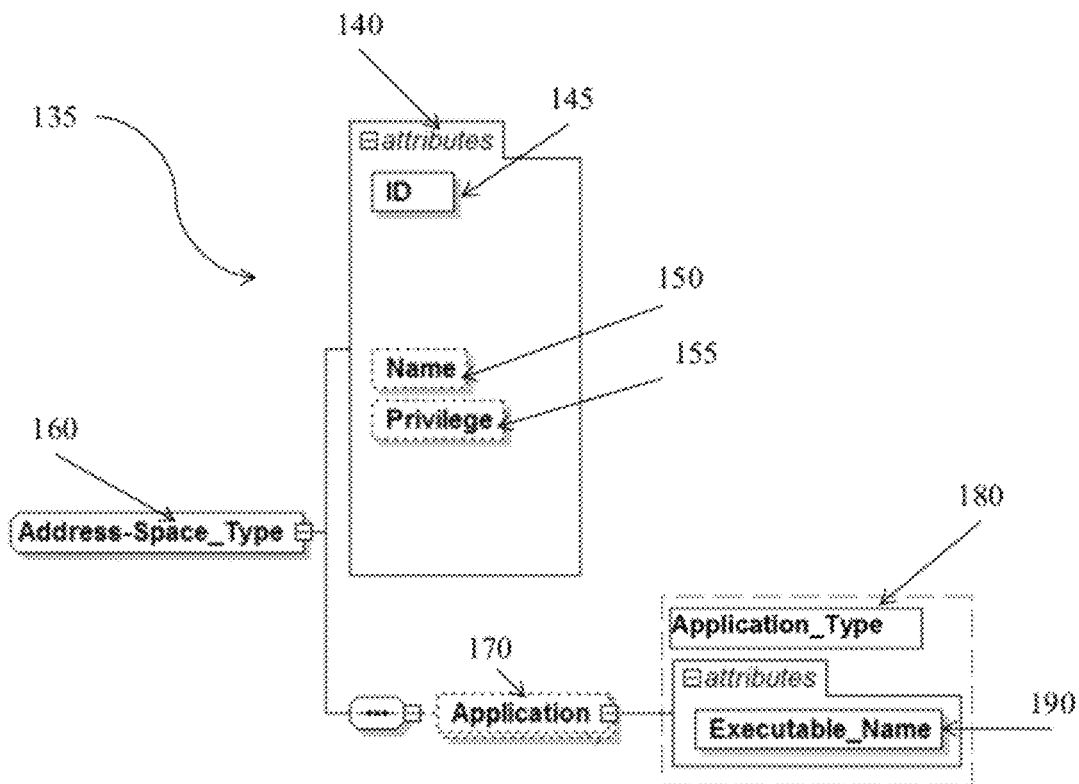 140
145
135
attributes
ID
150
Name
155
Privilege
160
Address-Space_Type
180
Application_Type
170
attributes
Application
Executable_Name
190